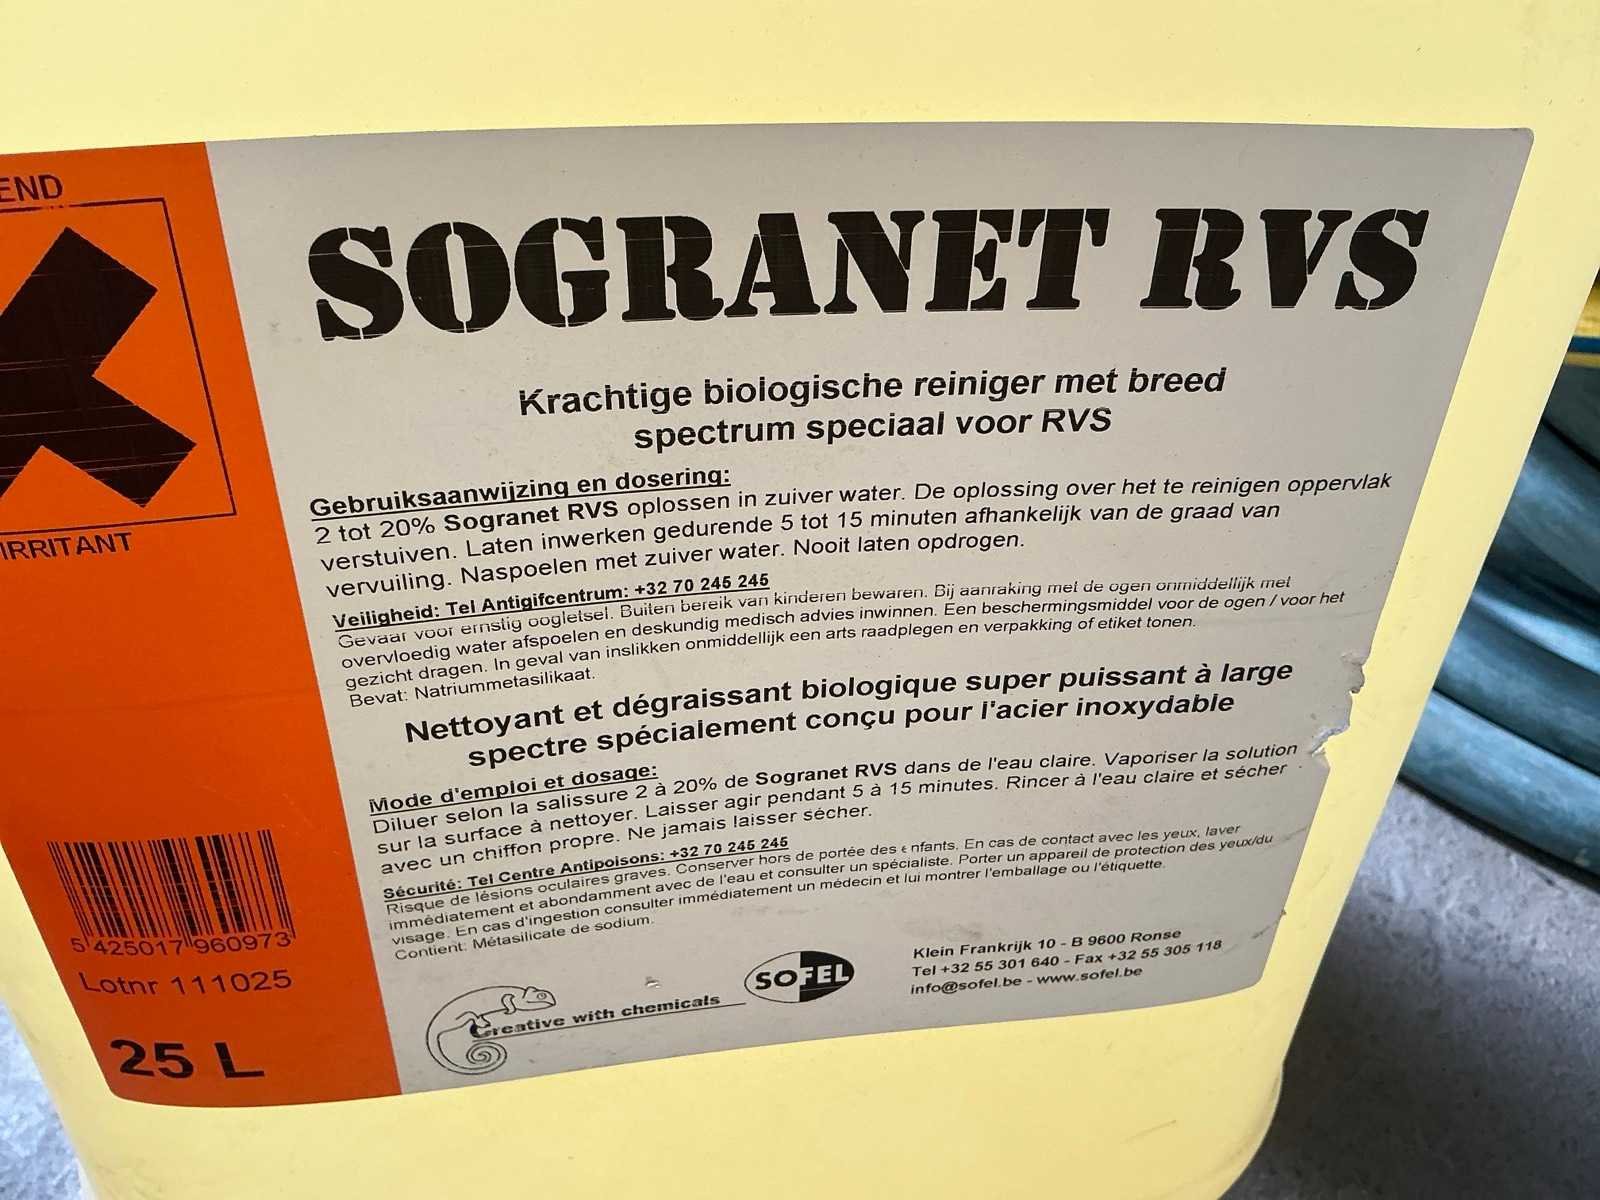 END
IRRITANT
5 425017 960973
Lotnr 111025
25 L
SOGRANET RVS
Krachtige biologische reiniger met breed
spectrum speciaal voor RVS
Gebruiksaanwijzing en dosering:
2 tot 20% Sogranet RVS oplossen in zuiver water. De oplossing over het te reinigen oppervlak
verstuiven. Laten inwerken gedurende 5 tot 15 minuten afhankelijk van de graad van
vervuiling. Naspoelen met zuiver water. Nooit laten opdrogen.
Veiligheid: Tel Antigifcentrum: +32 70 245 245
Gevaar voor ernstig oogletsel. Buiten bereik van kinderen bewaren. Bij aanraking met de ogen onmiddellijk met
overvloedig water afspoelen en deskundig medisch advies inwinnen. Een beschermingsmiddel voor de ogen / voor het
gezicht dragen. In geval van inslikken onmiddellijk een arts raadplegen en verpakking of etiket tonen.
Bevat: Natriummetasilikaat.
Nettoyant et dégraissant biologique super puissant à large
spectre spécialement conçu pour l'acier inoxydable
Mode d'emploi et dosage:
Diluer selon la salissure 2 à 20% de Sogranet RVS dans de l'eau claire. Vaporiser la solution
sur la surface à nettoyer. Laisser agir pendant 5 à 15 minutes. Rincer à l'eau claire et sécher
avec un chiffon propre. Ne jamais laisser sécher.
Sécurité: Tel Centre Antipoisons: +32 70 245 245
Risque de lésions oculaires graves. Conserver hors de portée des enfants. En cas de contact avec les yeux, laver
immédiatement et abondamment avec de l'eau et consulter un spécialiste. Porter un appareil de protection des yeux/du
visage. En cas d'ingestion consulter immédiatement un médecin et lui montrer l'emballage ou l'étiquette.
Contient: Métasilicate de sodium.
Creative with chemicals
SOFEL
Klein Frankrijk 10 - B 9600 Ronse
Tel +32 55 301 640 - Fax +32 55 305 118
info@sofel.be - www.sofel.be